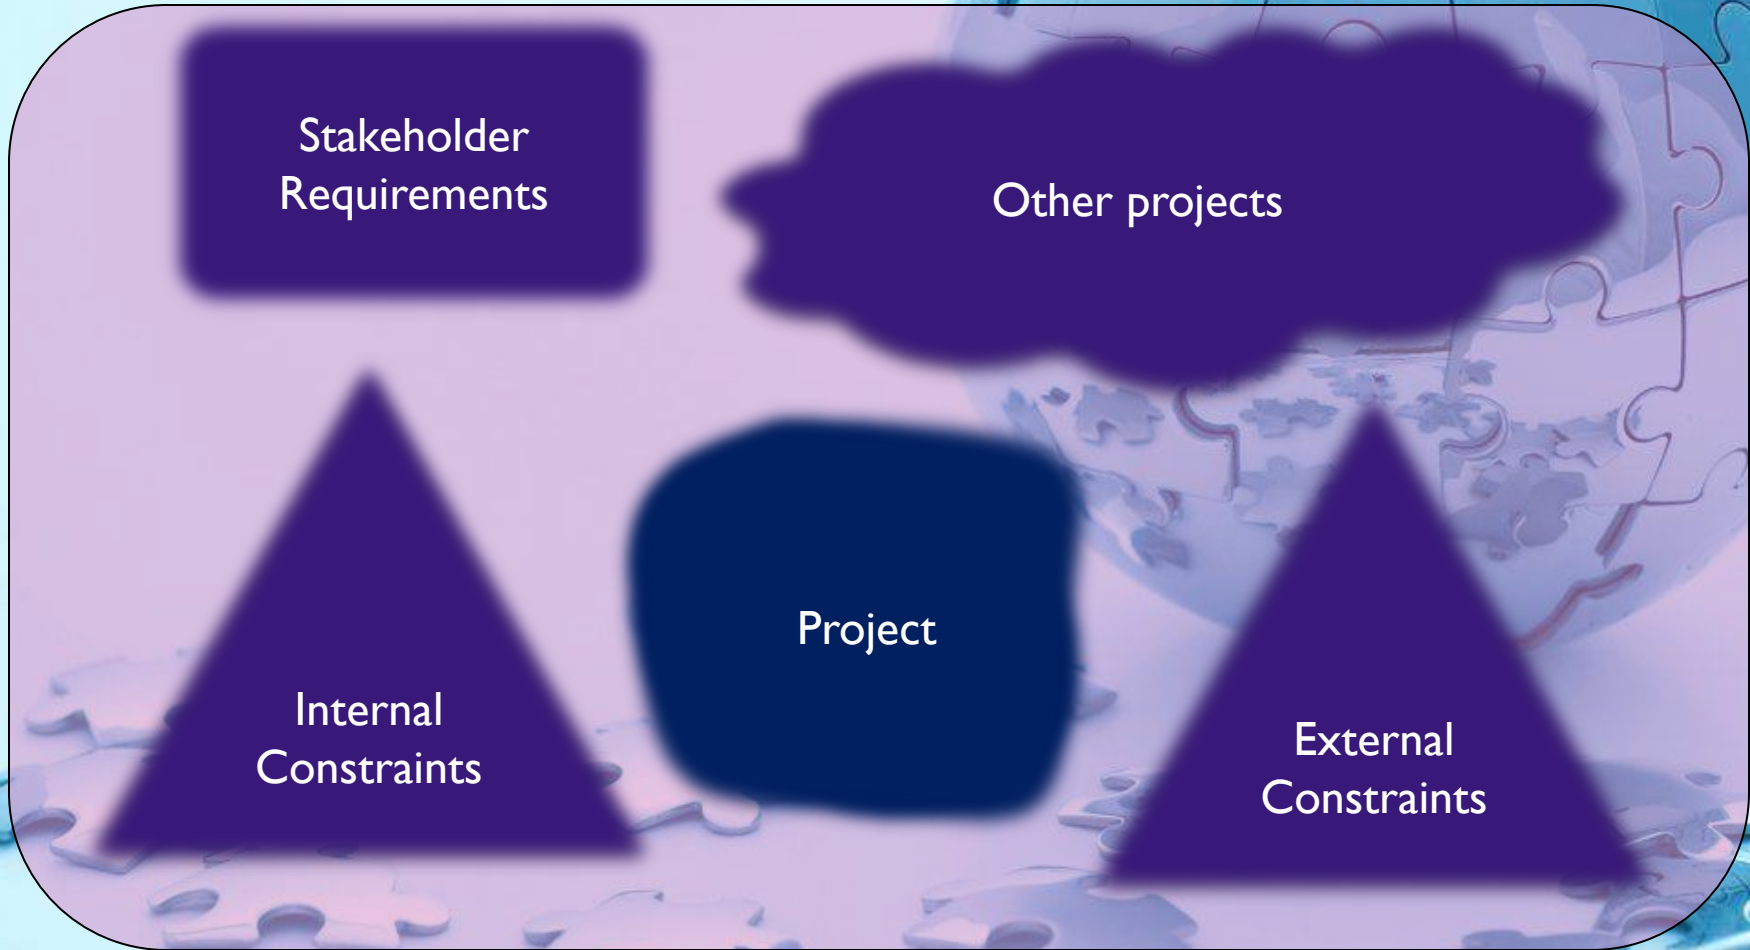 Stakeholder
Requirements
Other projects
Project
Internal
Constraints
External
Constraints